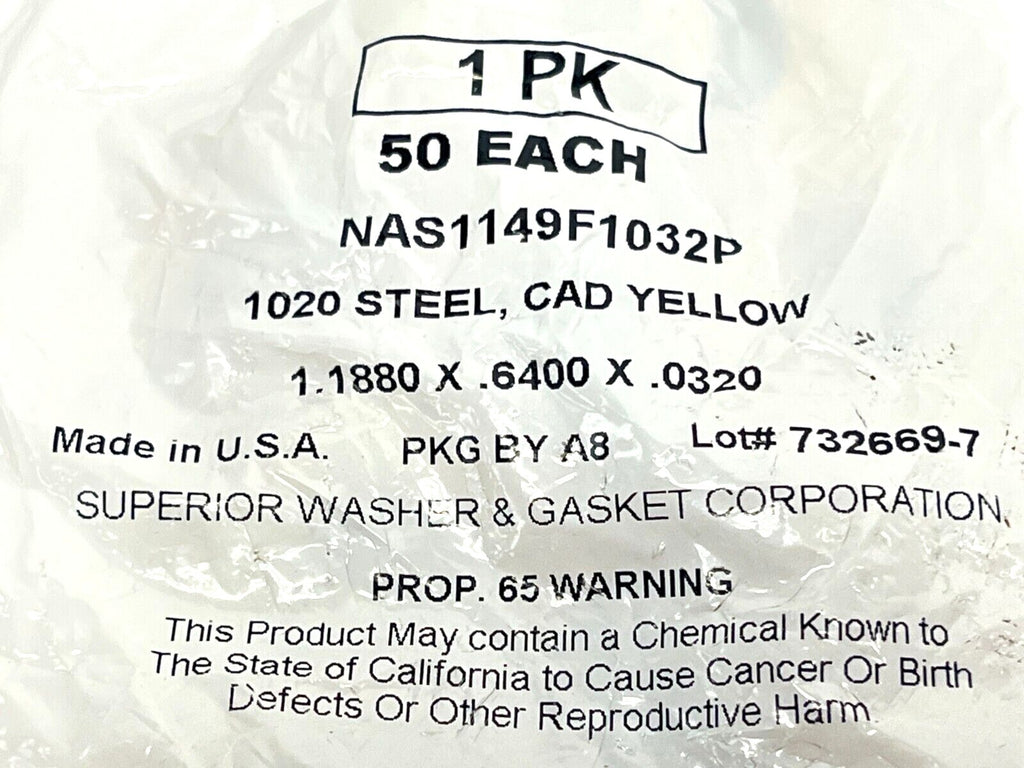 1 PK
50 EACH
NAS1149F1032P
1020 STEEL, CAD YELLOW
1.1880 X .6400 X .0320
Made in U.S.A. PKG BY A8 Lot# 732669-7
SUPERIOR WASHER & GASKET CORPORATION.
PROP. 65 WARNING
This Product May contain a Chemical Known to
The State of California to Cause Cancer Or Birth
Defects Or Other Reproductive Harm